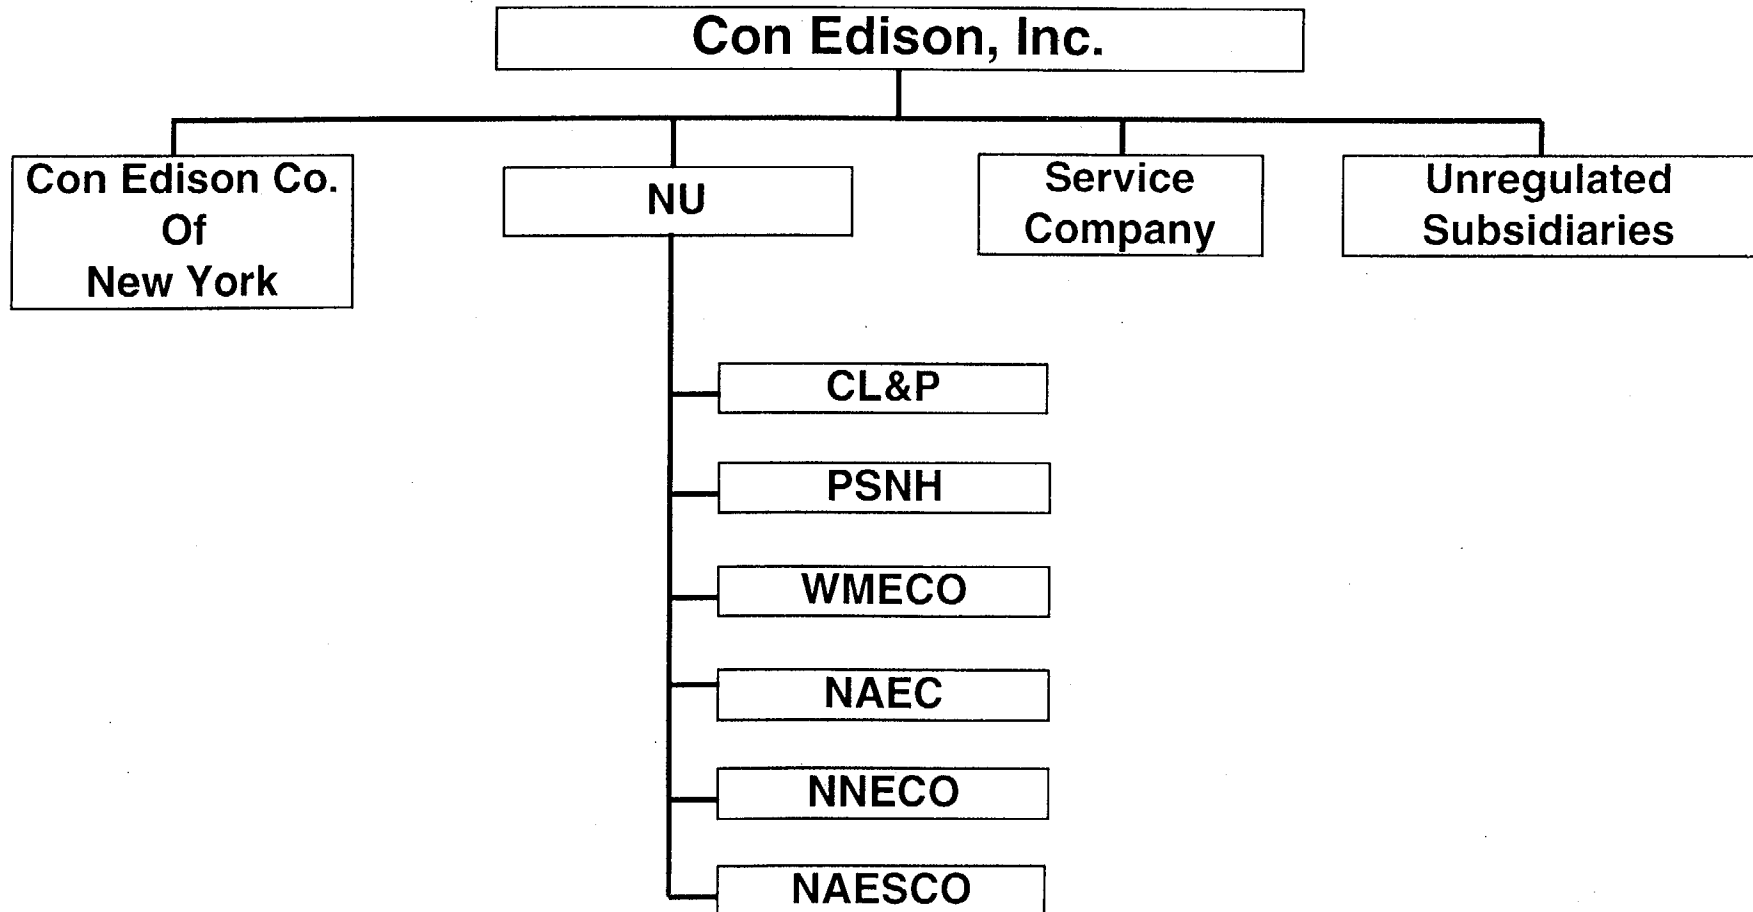 Con Edison, Inc.
Con Edison Co.
Of
New York
NU
Service
Company
Unregulated
Subsidiaries
CL&P
PSNH
WMECO
NAEC
NNECO
NAESCO